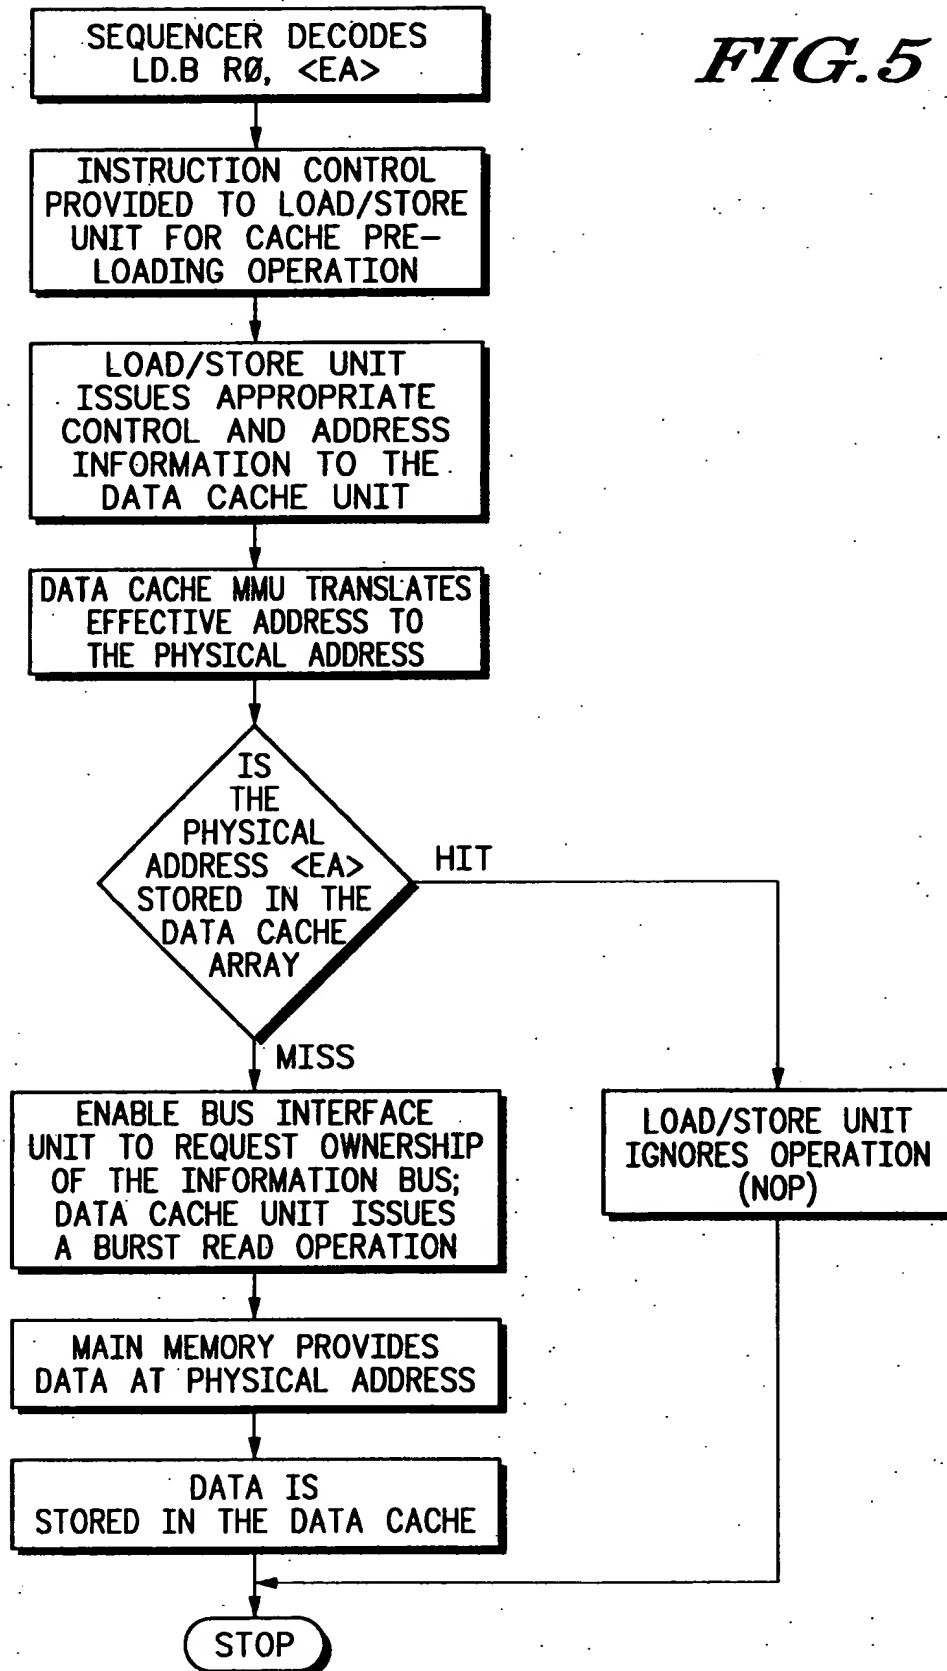 FIG.5
SEQUENCER DECODES
LD.B RØ, <EA>
INSTRUCTION CONTROL
PROVIDED TO LOAD/STORE
UNIT FOR CACHE PRE-
LOADING OPERATION
LOAD/STORE UNIT
ISSUES APPROPRIATE
CONTROL AND ADDRESS
INFORMATION TO THE
DATA CACHE UNIT
DATA CACHE MMU TRANSLATES
EFFECTIVE ADDRESS TO
THE PHYSICAL ADDRESS
IS
THE
PHYSICAL
ADDRESS <EA>
STORED IN THE
DATA CACHE
ARRAY
HIT
MISS
ENABLE BUS INTERFACE
UNIT TO REQUEST OWNERSHIP
OF THE INFORMATION BUS;
DATA CACHE UNIT ISSUES
A BURST READ OPERATION
LOAD/STORE UNIT
IGNORES OPERATION
(NOP)
MAIN MEMORY PROVIDES
DATA AT PHYSICAL ADDRESS
DATA IS
STORED IN THE DATA CACHE
STOP